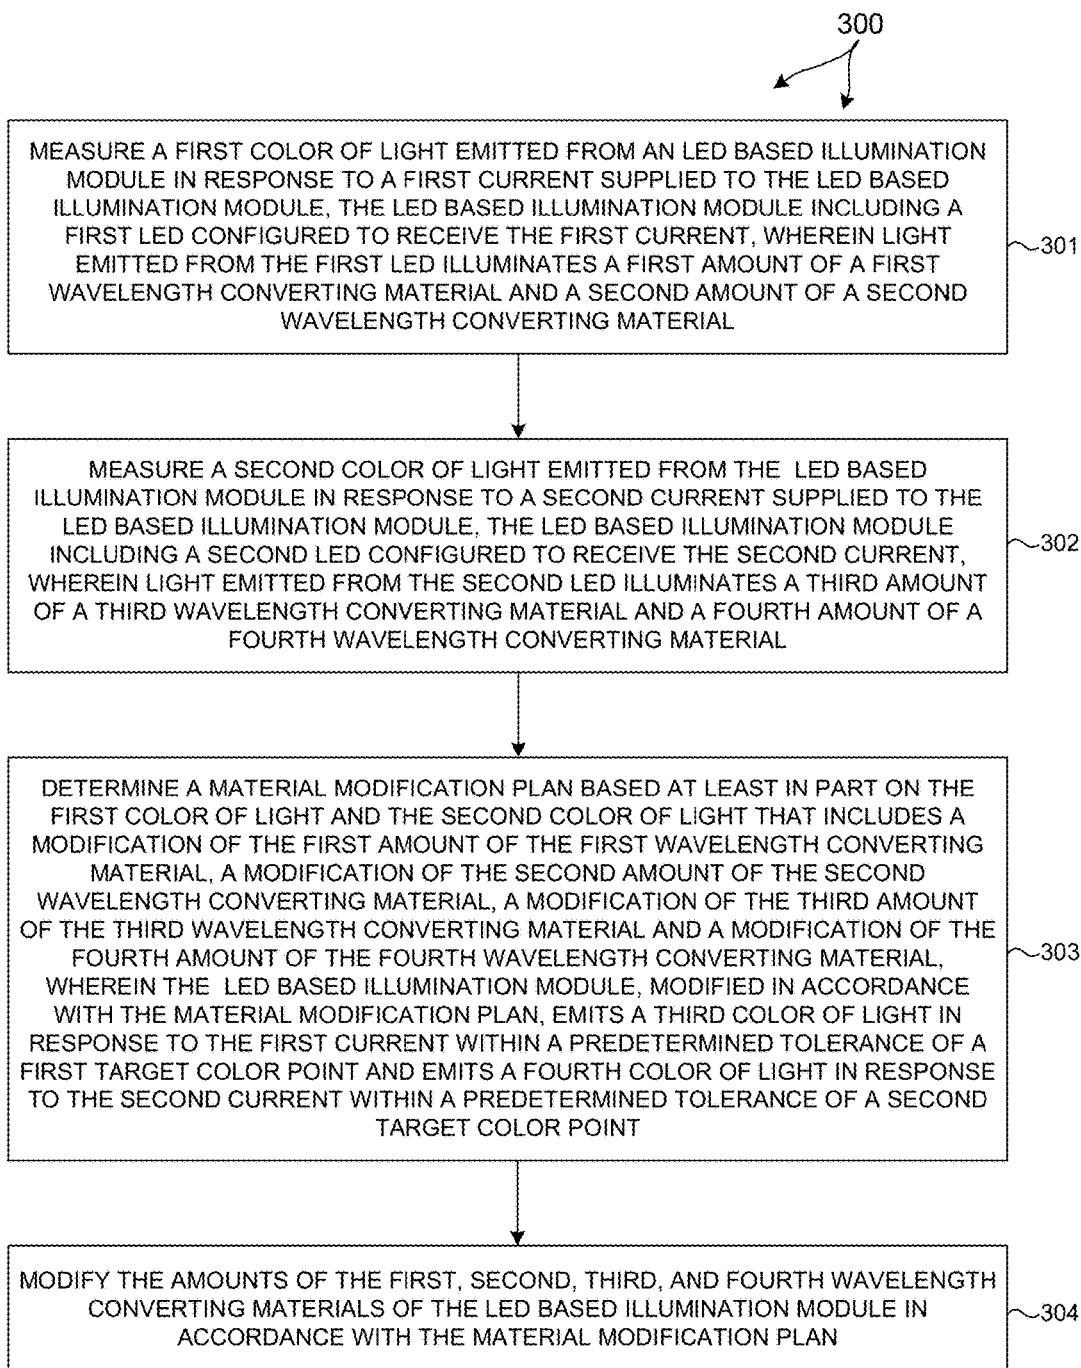 300
MEASURE A FIRST COLOR OF LIGHT EMITTED FROM AN LED BASED ILLUMINATION
MODULE IN RESPONSE TO A FIRST CURRENT SUPPLIED TO THE LED BASED
ILLUMINATION MODULE, THE LED BASED ILLUMINATION MODULE INCLUDING A
FIRST LED CONFIGURED TO RECEIVE THE FIRST CURRENT, WHEREIN LIGHT
EMITTED FROM THE FIRST LED ILLUMINATES A FIRST AMOUNT OF A FIRST
WAVELENGTH CONVERTING MATERIAL AND A SECOND AMOUNT OF A SECOND
WAVELENGTH CONVERTING MATERIAL
301
MEASURE A SECOND COLOR OF LIGHT EMITTED FROM THE LED BASED
ILLUMINATION MODULE IN RESPONSE TO A SECOND CURRENT SUPPLIED TO THE
LED BASED ILLUMINATION MODULE, THE LED BASED ILLUMINATION MODULE
INCLUDING A SECOND LED CONFIGURED TO RECEIVE THE SECOND CURRENT,
WHEREIN LIGHT EMITTED FROM THE SECOND LED ILLUMINATES A THIRD AMOUNT
OF A THIRD WAVELENGTH CONVERTING MATERIAL AND A FOURTH AMOUNT OF A
FOURTH WAVELENGTH CONVERTING MATERIAL
302
DETERMINE A MATERIAL MODIFICATION PLAN BASED AT LEAST IN PART ON THE
FIRST COLOR OF LIGHT AND THE SECOND COLOR OF LIGHT THAT INCLUDES A
MODIFICATION OF THE FIRST AMOUNT OF THE FIRST WAVELENGTH CONVERTING
MATERIAL, A MODIFICATION OF THE SECOND AMOUNT OF THE SECOND
WAVELENGTH CONVERTING MATERIAL, A MODIFICATION OF THE THIRD AMOUNT
OF THE THIRD WAVELENGTH CONVERTING MATERIAL AND A MODIFICATION OF THE
FOURTH AMOUNT OF THE FOURTH WAVELENGTH CONVERTING MATERIAL,
WHEREIN THE LED BASED ILLUMINATION MODULE, MODIFIED IN ACCORDANCE
WITH THE MATERIAL MODIFICATION PLAN, EMITS A THIRD COLOR OF LIGHT IN
RESPONSE TO THE FIRST CURRENT WITHIN A PREDETERMINED TOLERANCE OF A
FIRST TARGET COLOR POINT AND EMITS A FOURTH COLOR OF LIGHT IN RESPONSE
TO THE SECOND CURRENT WITHIN A PREDETERMINED TOLERANCE OF A SECOND
TARGET COLOR POINT
303
MODIFY THE AMOUNTS OF THE FIRST, SECOND, THIRD, AND FOURTH WAVELENGTH
CONVERTING MATERIALS OF THE LED BASED ILLUMINATION MODULE IN
ACCORDANCE WITH THE MATERIAL MODIFICATION PLAN
304